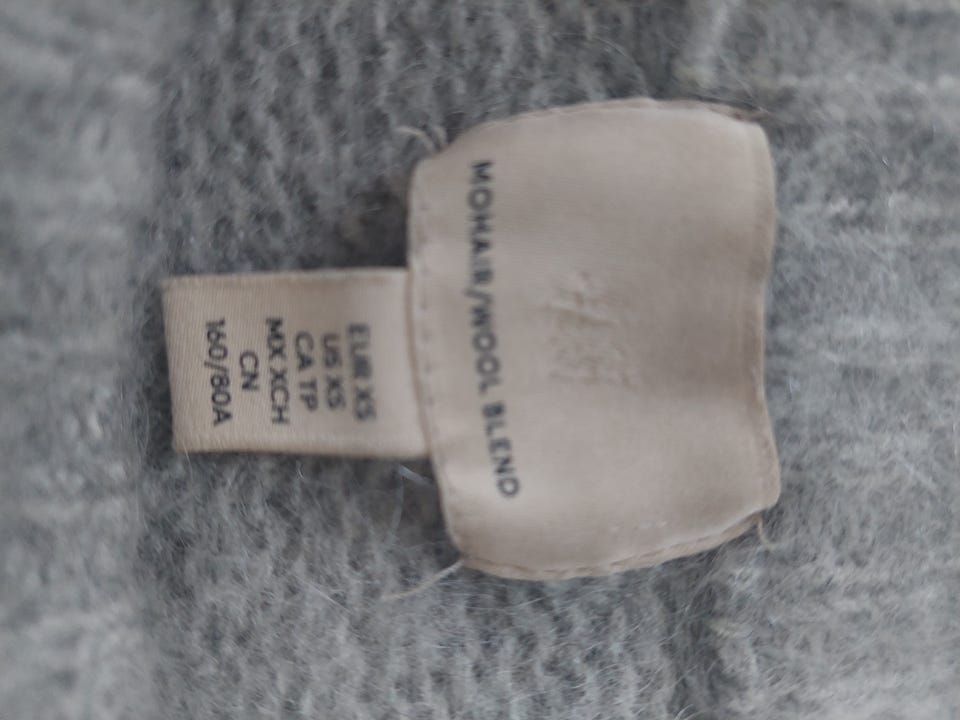 MOHAIR/WOOL BLEND
EUR XS
US XS
CA TP
MX XCH
CN
160/80A